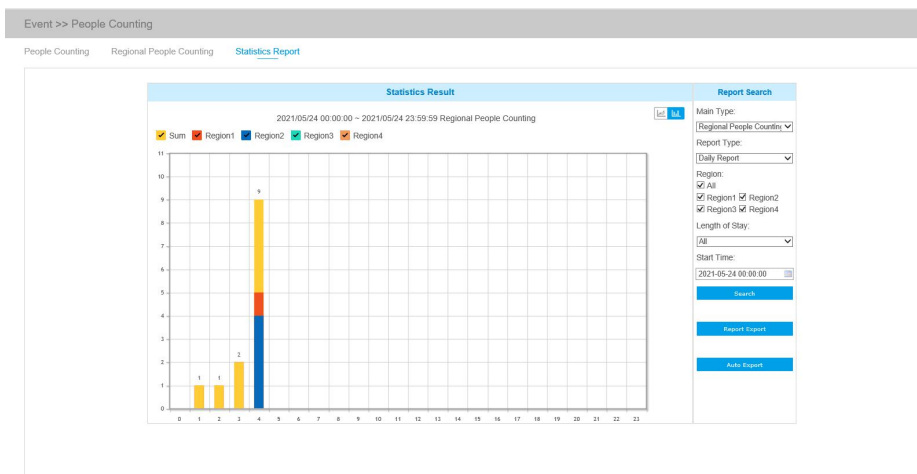 Event >> People Counting
People Counting Regional People Counting Statistics Report
Statistics Result
2021/05/24 00:00:00 ~ 2021/05/24 23:59:59 Regional People Counting
Sum Region1 Region2 Region3 Region4
11
10
9
8
7
6
5
4
3
2
1
0
1 1 2 9
0 1 2 3 4 5 6 7 8 9 10 11 12 13 14 15 16 17 18 19 20 21 22 23
Report Search
Main Type:
Regional People Counting
Report Type:
Daily Report
Region:
All
Region1 Region2
Region3 Region4
Length of Stay:
All
Start Time:
2021-05-24 00:00:00
Search
Report Export
Auto Export